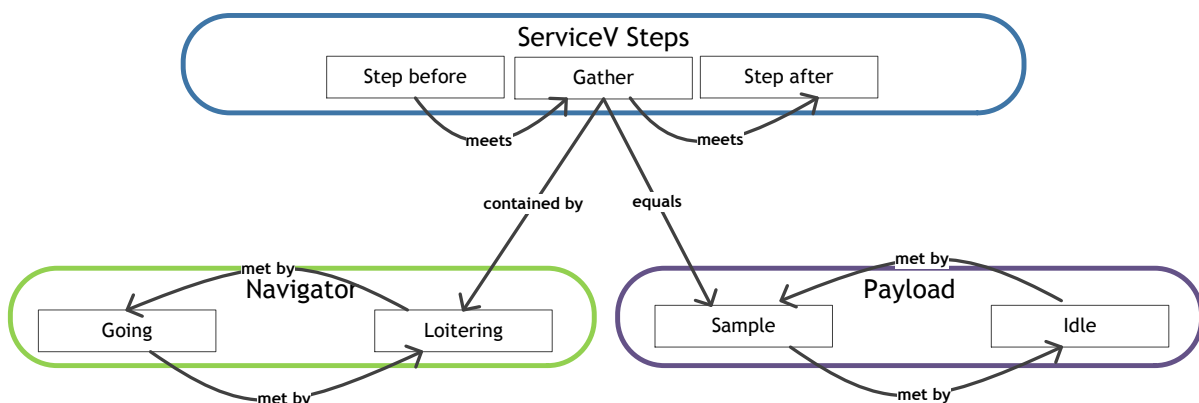 ServiceV Steps
Step before
Gather
Step after
meets
meets
contained by
equals
met by
Navigator
Going
Loitering
met by
met by
Payload
Sample
Idle
met by